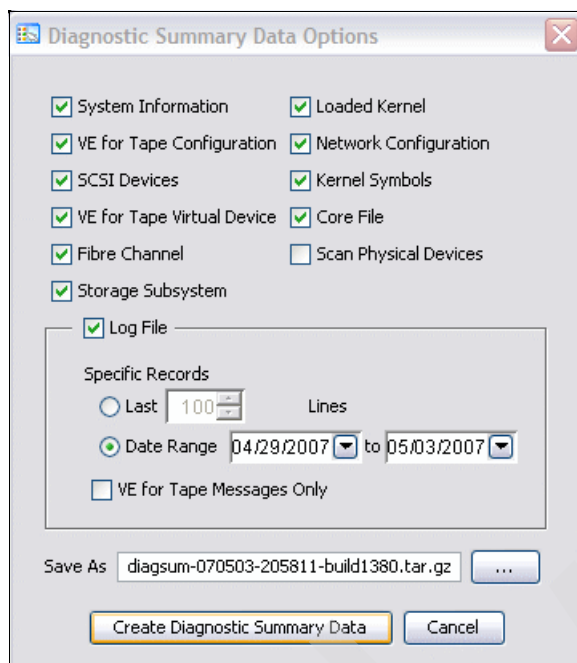 Diagnostic Summary Data Options
System Information
Loaded Kernel
VE for Tape Configuration
Network Configuration
SCSI Devices
Kernel Symbols
VE for Tape Virtual Device
Core File
Fibre Channel
Scan Physical Devices
Storage Subsystem
Log File
Specific Records
Last 100 Lines
Date Range 04/29/2007 to 05/03/2007
VE for Tape Messages Only
Save As diagsum-070503-205811-build1380.tar.gz ...
Create Diagnostic Summary Data Cancel